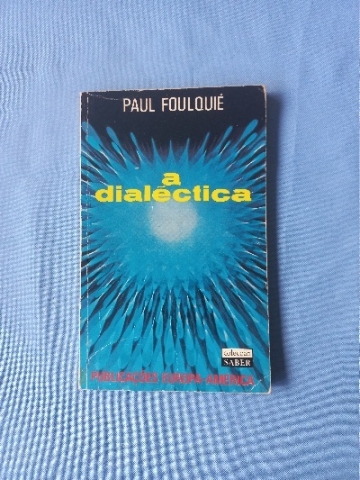 PAUL FOULQUIÉ
a
dialéctica
colecção
SABER
PUBLICAÇÕES EUROPA-AMÉRICA